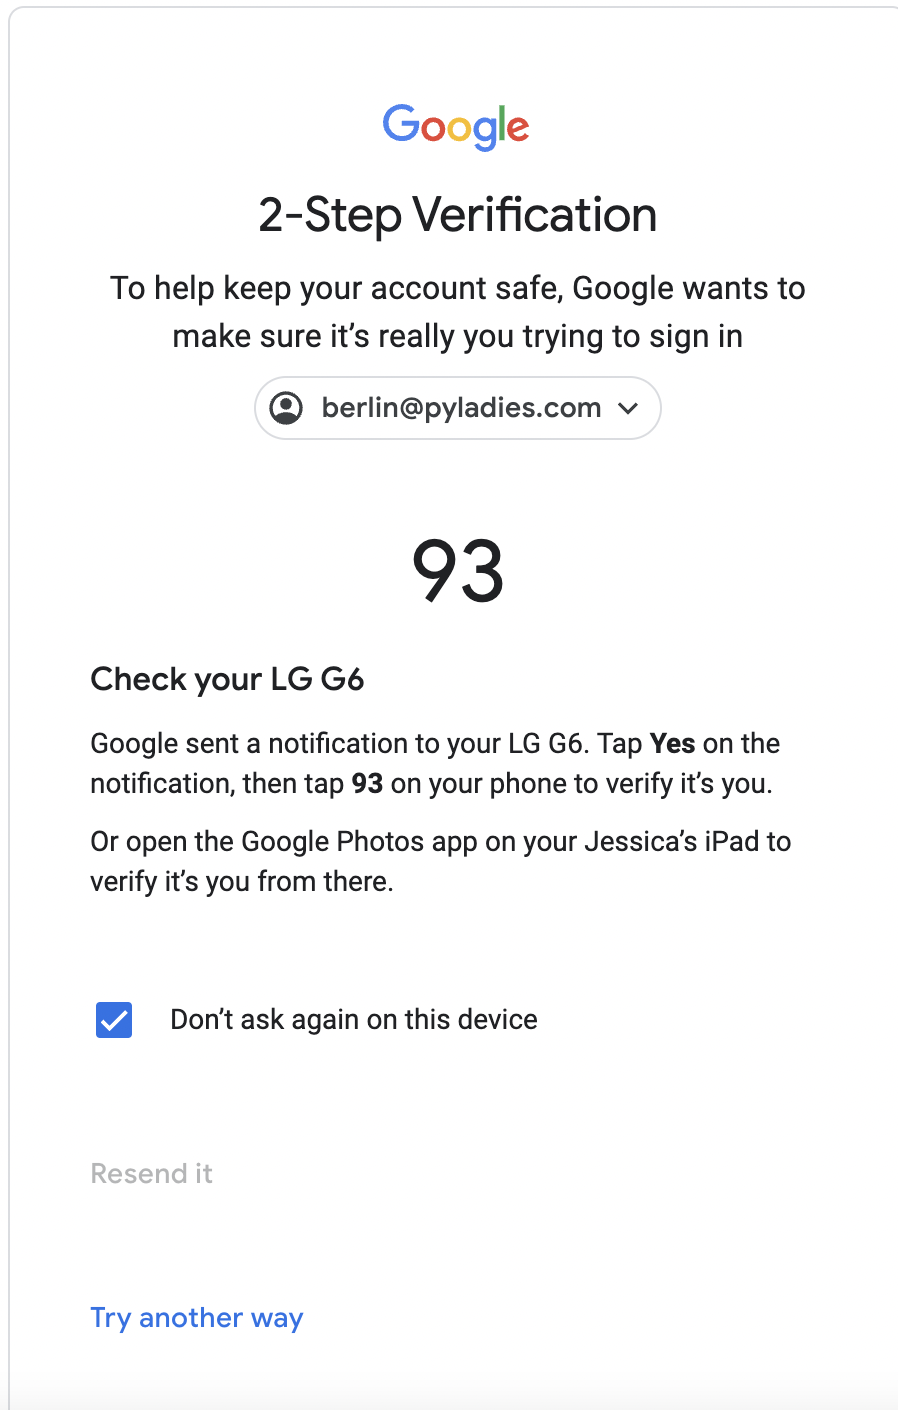 Google
2-Step Verification
To help keep your account safe, Google wants to
make sure it’s really you trying to sign in
berlin@pyladies.com
93
Check your LG G6
Google sent a notification to your LG G6. Tap Yes on the
notification, then tap 93 on your phone to verify it’s you.
Or open the Google Photos app on your Jessica’s iPad to
verify it’s you from there.
Don’t ask again on this device
Resend it
Try another way